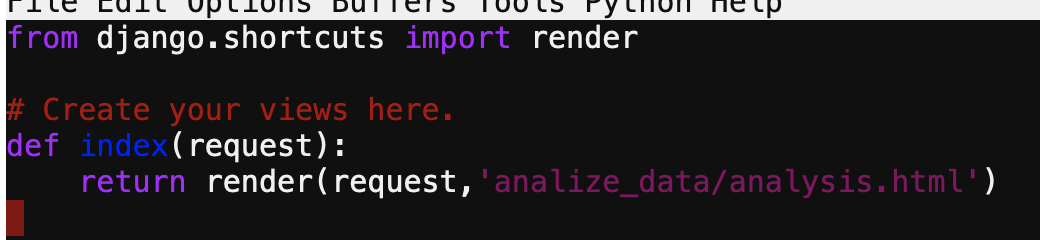 File Edit Options Buffers Tools Python Help
from django.shortcuts import render
# Create your views here.
def index(request):
    return render(request,'analize_data/analysis.html')